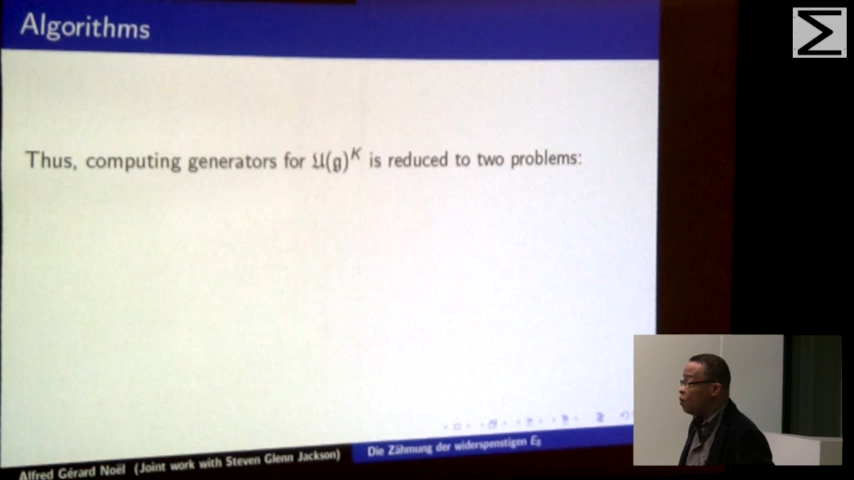 Algorithms
Thus, computing generators for 𝔘(𝔤)^K is reduced to two problems:
Alfred Gérard Noël (Joint work with Steven Glenn Jackson)
Die Zähmung der widerspenstigen E₈
Σ